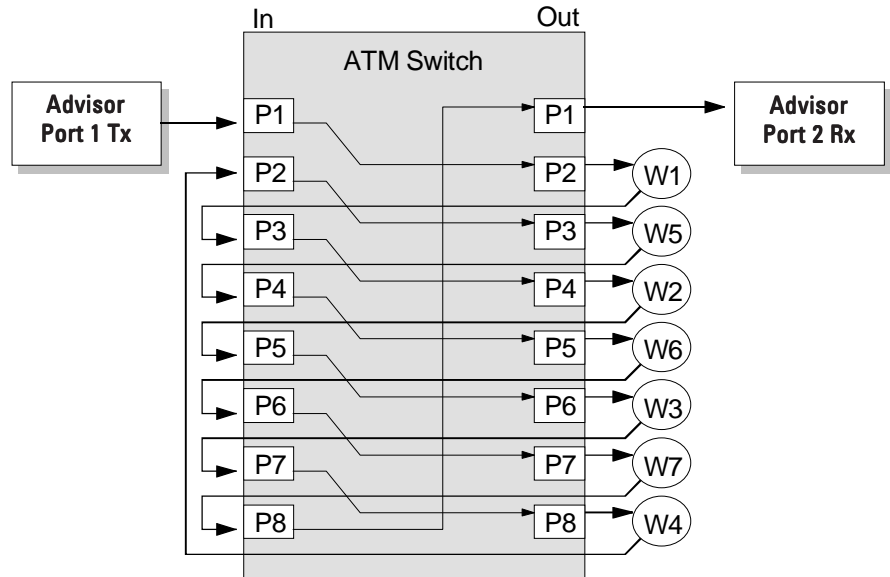 In Out
ATM Switch
Advisor
Port 1 Tx
Advisor
Port 2 Rx
P1 P1
P2 P2 W1
P3 P3 W5
P4 P4 W2
P5 P5 W6
P6 P6 W3
P7 P7 W7
P8 P8 W4